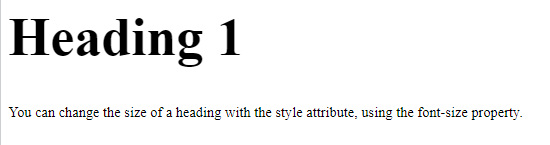 Heading 1
You can change the size of a heading with the style attribute, using the font-size property.